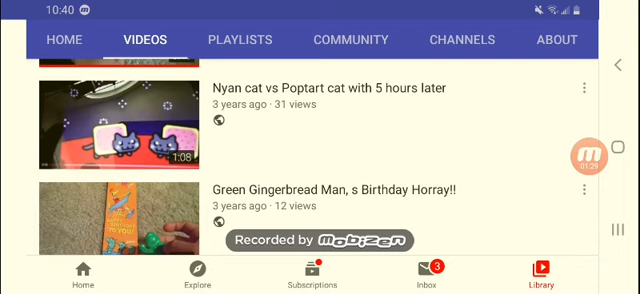 10:40
HOME VIDEOS PLAYLISTS COMMUNITY CHANNELS ABOUT
Nyan cat vs Poptart cat with 5 hours later
3 years ago · 31 views
1:08
01:29
Green Gingerbread Man, s Birthday Horray!!
3 years ago · 12 views
Recorded by mobizen
3
Home Explore Subscriptions Inbox Library